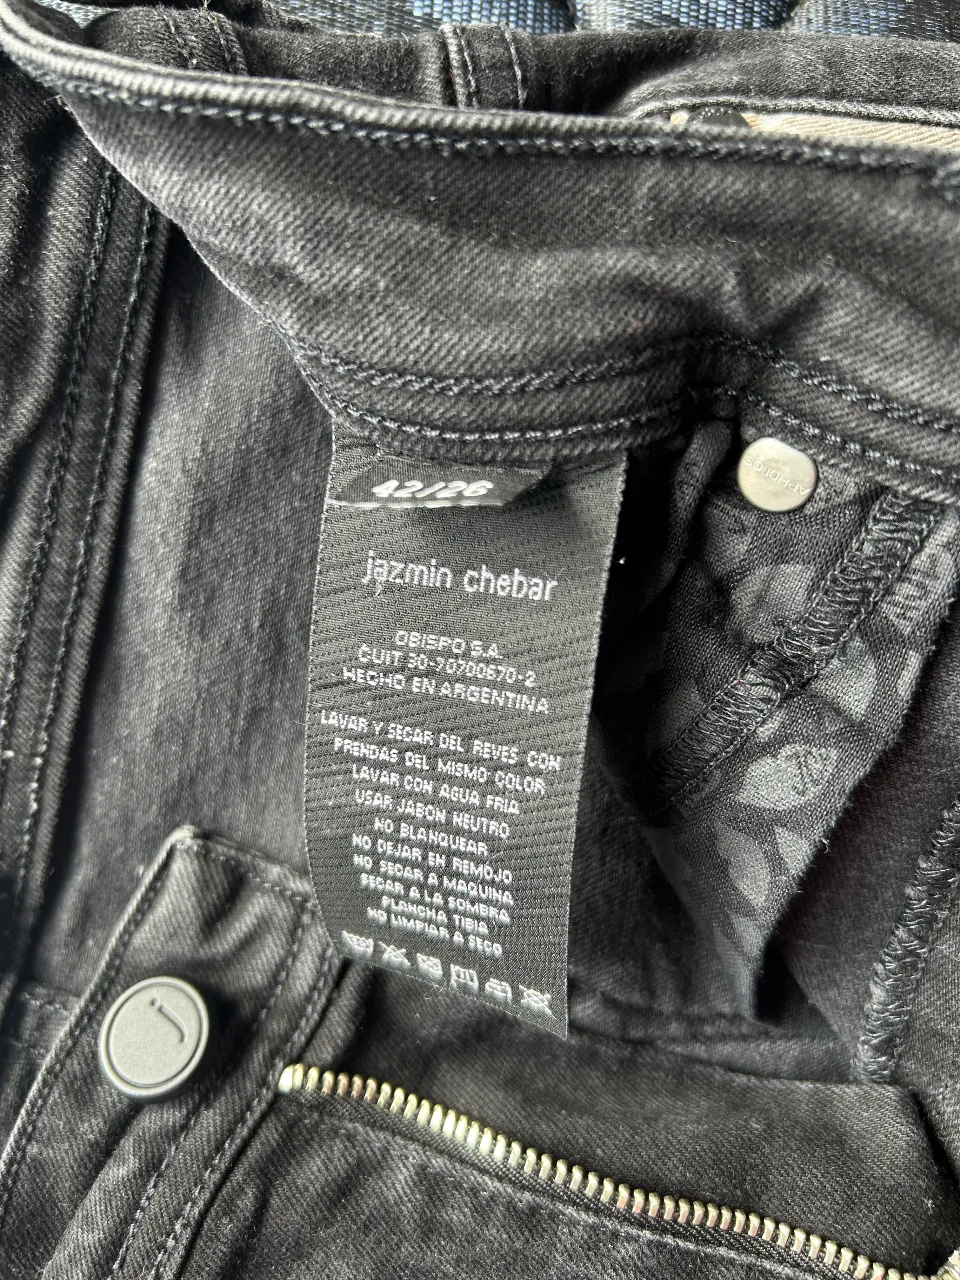 42/26
jazmin chebar
OBISPO S.A.
CUIT 30-70700670-2
HECHO EN ARGENTINA
LAVAR Y SECAR DEL REVES CON
PRENDAS DEL MISMO COLOR
LAVAR CON AGUA FRIA
USAR JABON NEUTRO
NO BLANQUEAR
NO DEJAR EN REMOJO
NO SECAR A MAQUINA
SECAR A LA SOMBRA
PLANCHA TIBIA
NO LIMPIAR A SECO
j